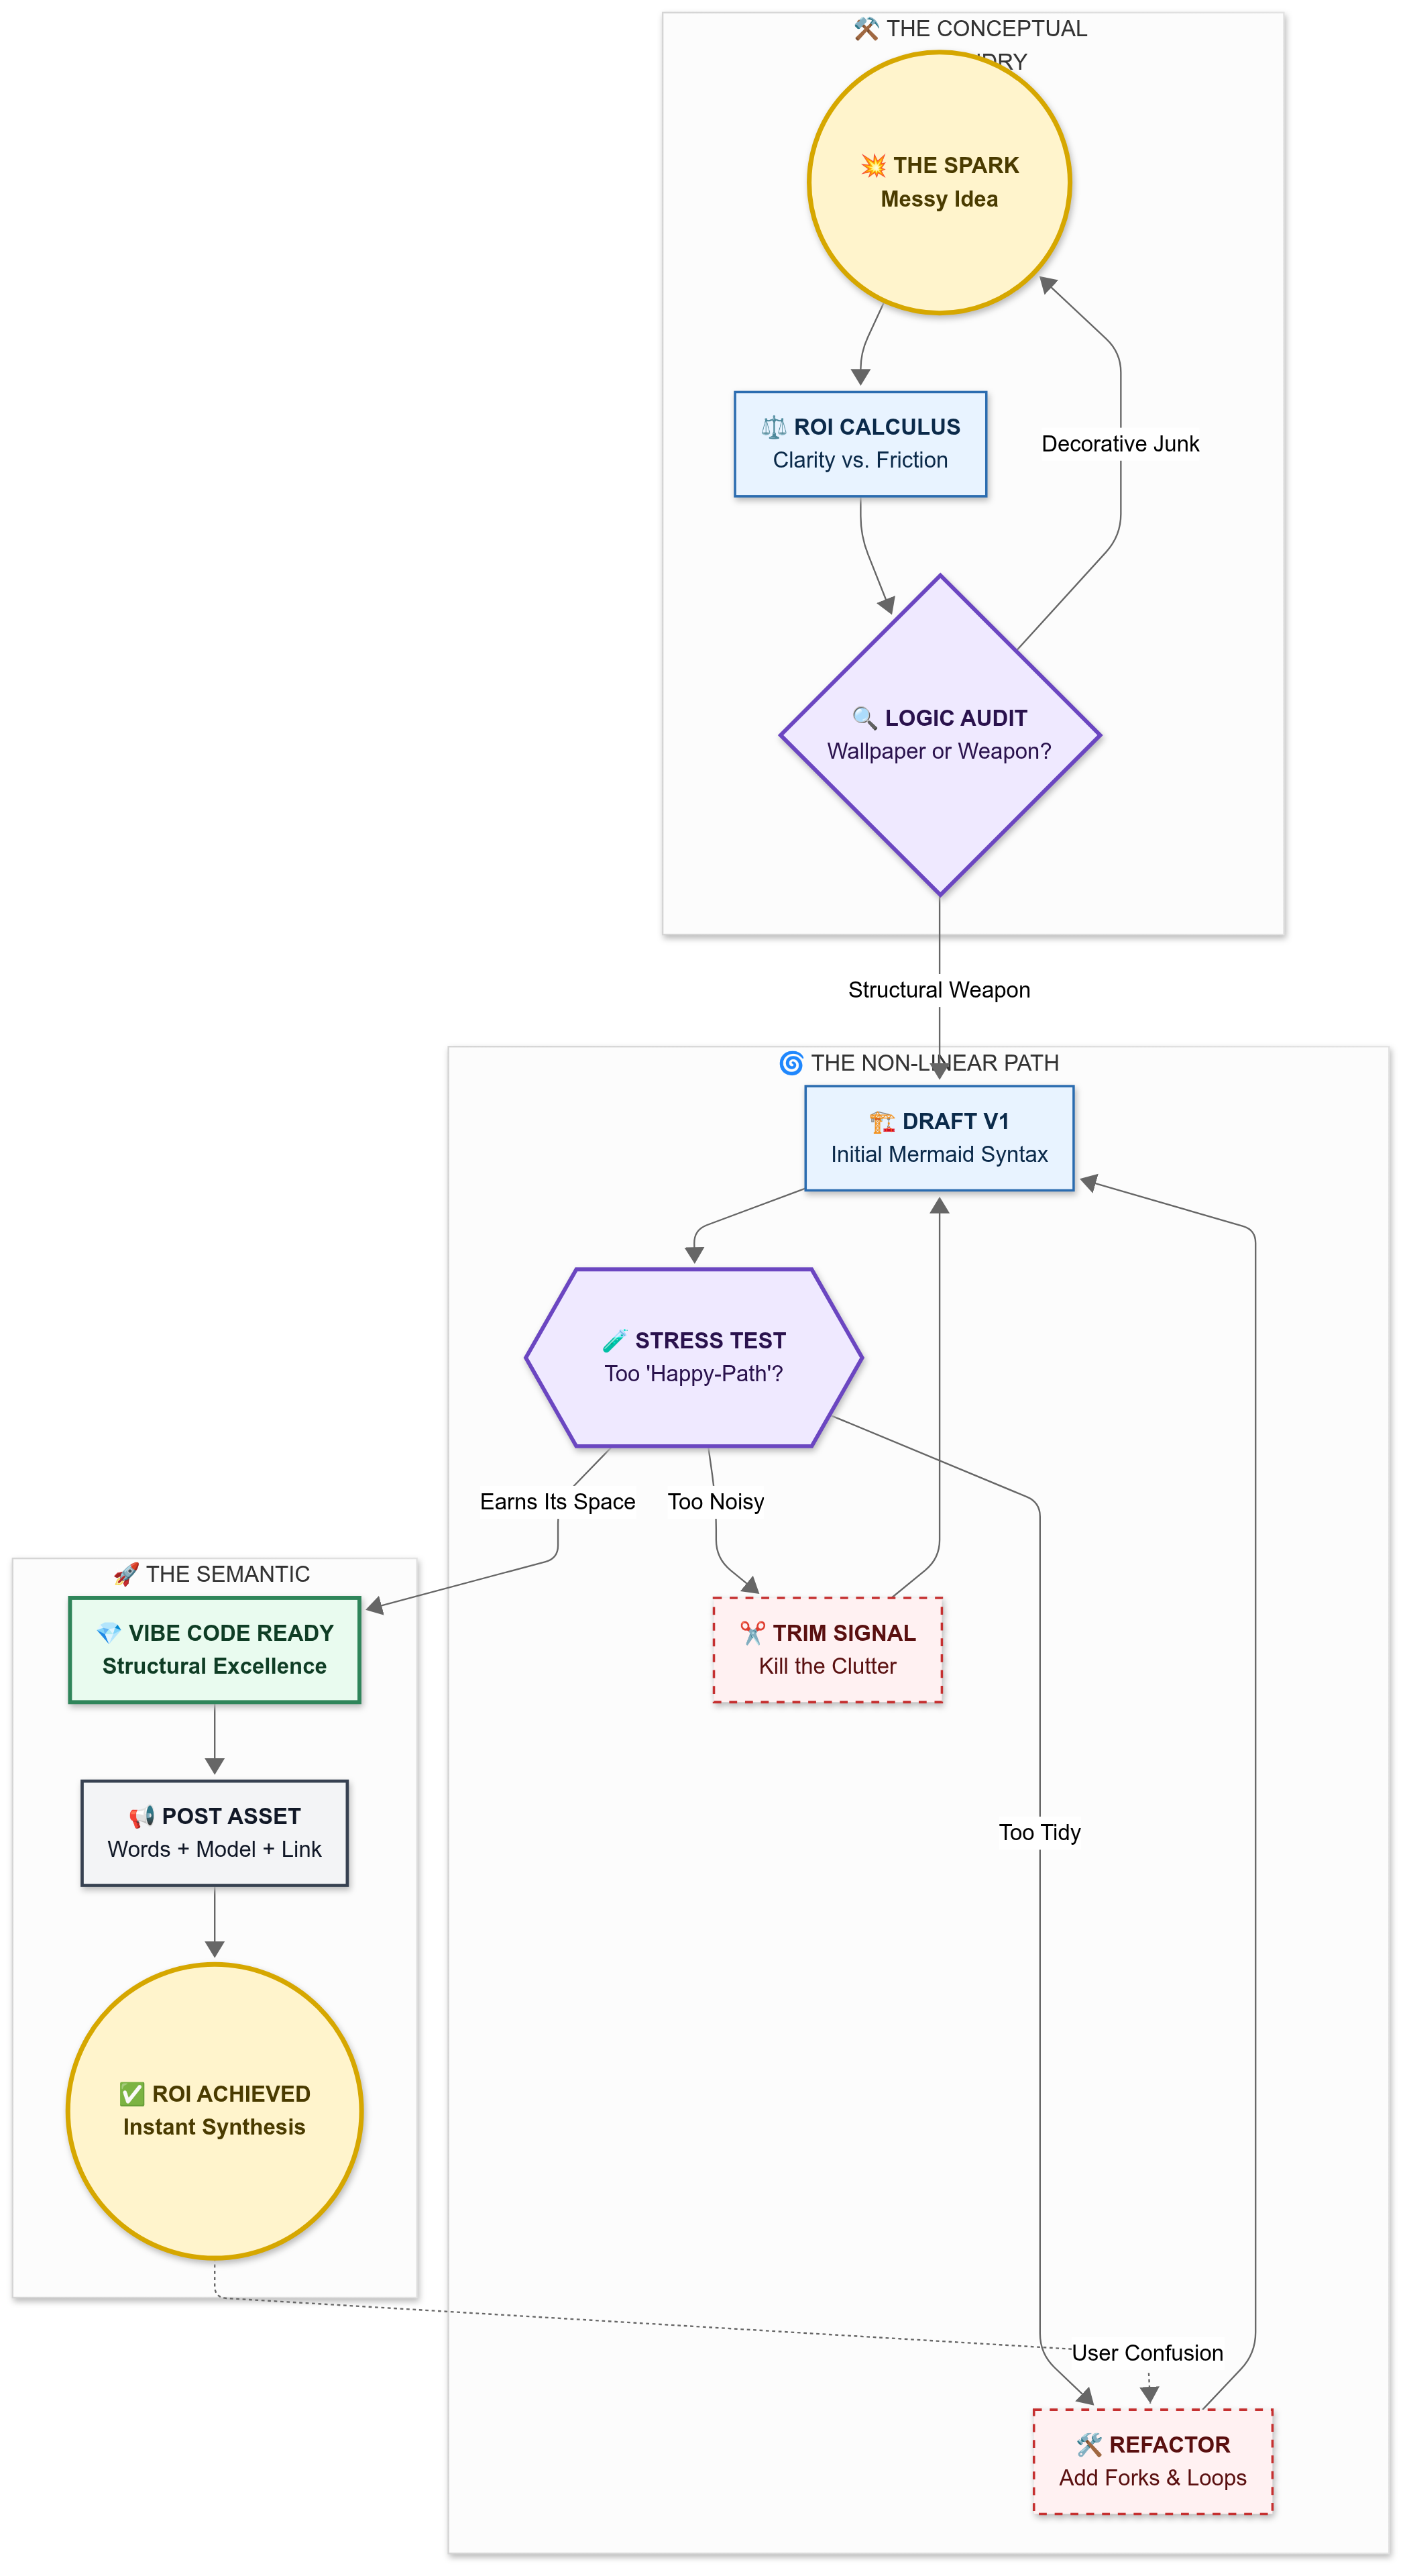 ⚒️ THE CONCEPTUAL
💥 THE SPARK
Messy Idea
⚖️ ROI CALCULUS
Clarity vs. Friction
Decorative Junk
🔍 LOGIC AUDIT
Wallpaper or Weapon?
Structural Weapon
🌀 THE NON-LINEAR PATH
🏗️ DRAFT V1
Initial Mermaid Syntax
🧪 STRESS TEST
Too 'Happy-Path'?
Earns Its Space
Too Noisy
🚀 THE SEMANTIC
💎 VIBE CODE READY
Structural Excellence
✂️ TRIM SIGNAL
Kill the Clutter
📢 POST ASSET
Words + Model + Link
Too Tidy
✅ ROI ACHIEVED
Instant Synthesis
User Confusion
🛠️ REFACTOR
Add Forks & Loops